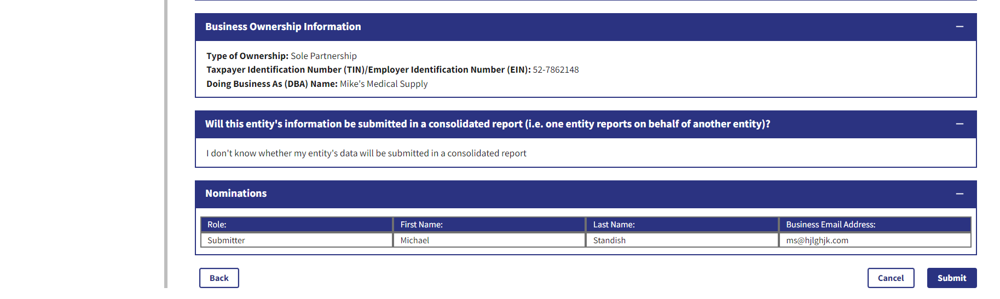 Business Ownership Information
Type of Ownership: Sole Partnership
Taxpayer Identification Number (TIN)/Employer Identification Number (EIN): 52-7862148
Doing Business As (DBA) Name: Mike's Medical Supply
Will this entity's information be submitted in a consolidated report (i.e. one entity reports on behalf of another entity)?
I don't know whether my entity's data will be submitted in a consolidated report
Nominations
Role: First Name: Last Name: Business Email Address:
Submitter Michael Standish ms@hjlghjk.com
Back Cancel Submit